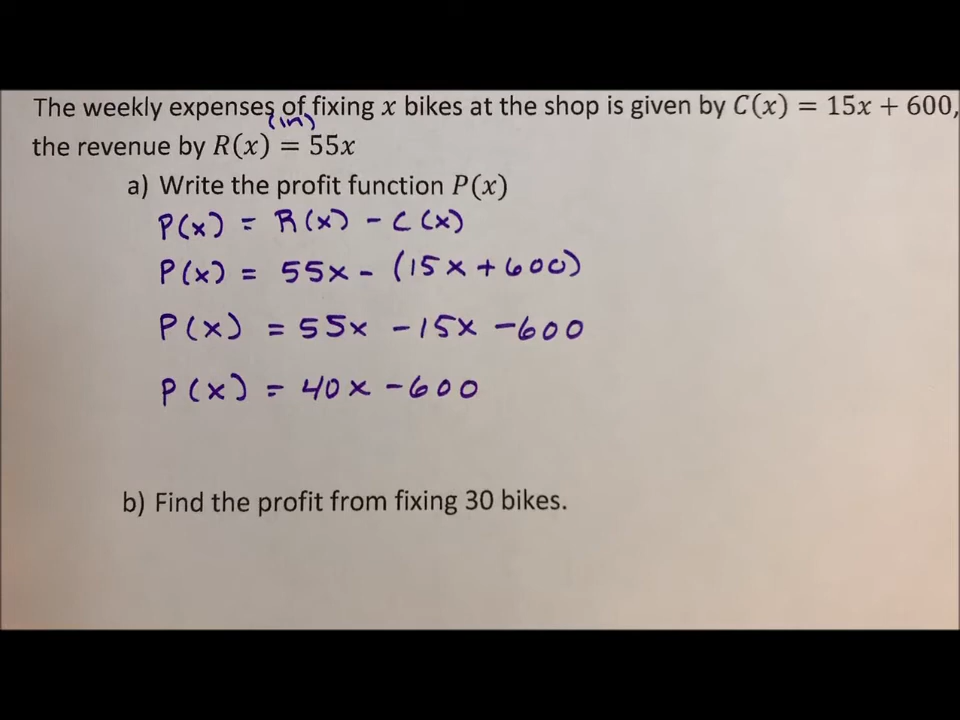 The weekly expenses of fixing x bikes at the shop is given by C(x) = 15x + 600,
(in)
the revenue by R(x) = 55x
a) Write the profit function P(x)
P(x) = R(x) - C(x)
P(x) = 55x - (15x + 600)
P(x) = 55x - 15x - 600
P(x) = 40x - 600
b) Find the profit from fixing 30 bikes.